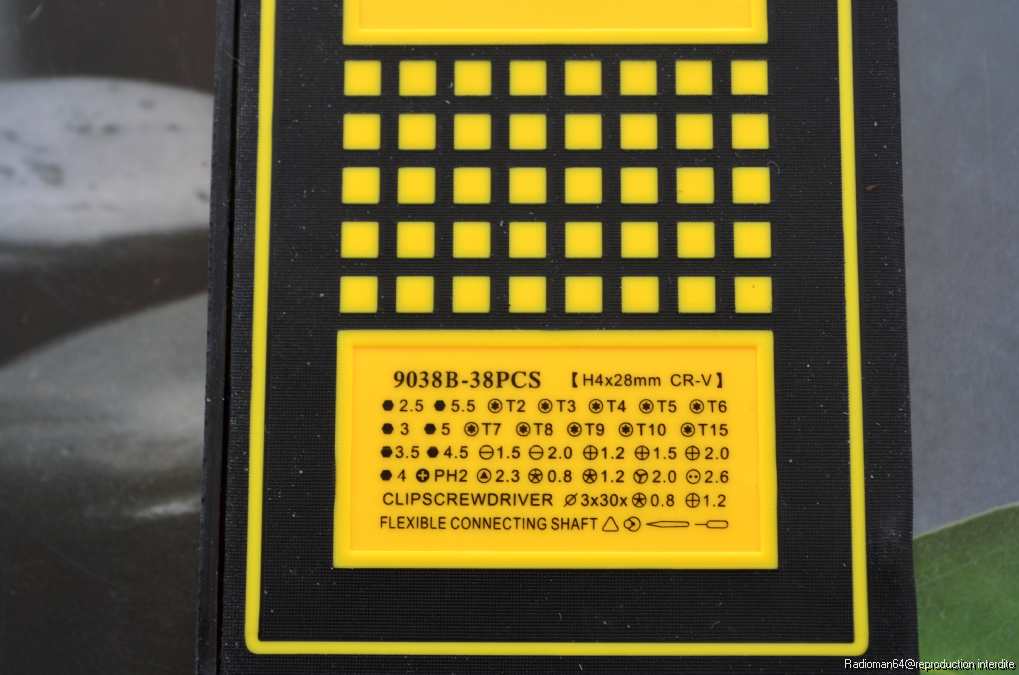 9038B-38PCS 【H4x28mm CR-V】
2.5 5.5 T2 T3 T4 T5 T6
3 5 T7 T8 T9 T10 T15
3.5 4.5 1.5 2.0 1.2 1.5 2.0
4 PH2 2.3 0.8 1.2 2.0 2.6
CLIPSCREWDRIVER ⌀3x30x 0.8 1.2
FLEXIBLE CONNECTING SHAFT
Radioman64@reproduction interdite